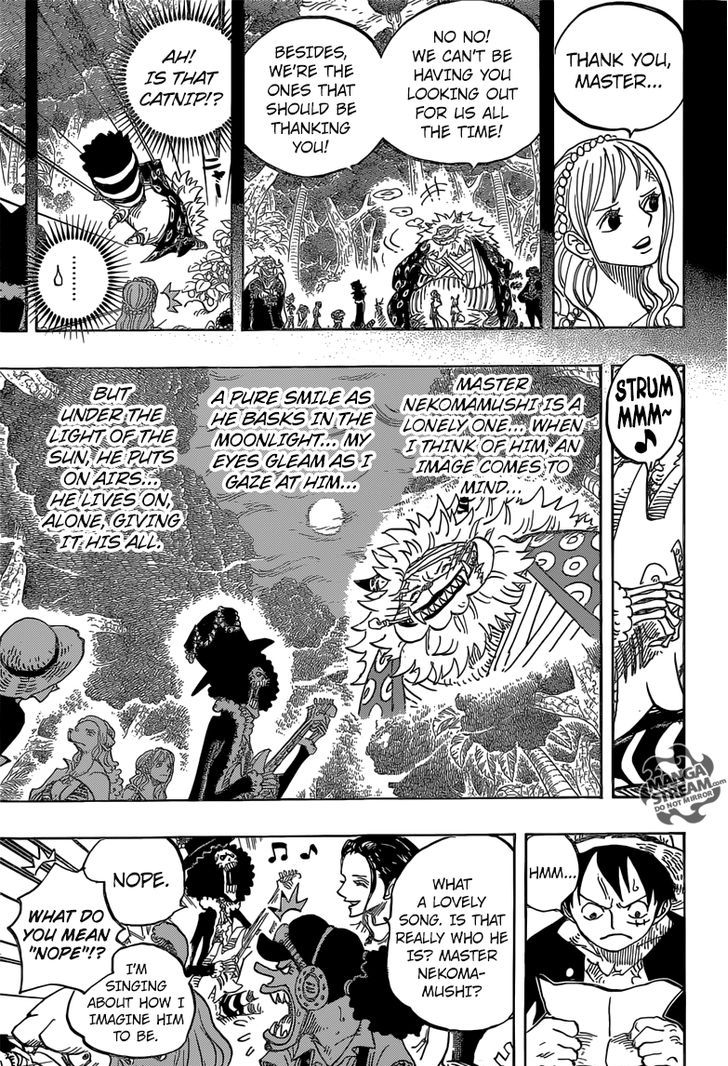 THANK YOU,
MASTER...
NO NO!
WE CAN'T BE
HAVING YOU
LOOKING OUT
FOR US ALL
THE TIME!
BESIDES,
WE'RE THE
ONES THAT
SHOULD BE
THANKING
YOU!
AH!
IS THAT
CATNIP!?
......
STRUM
MMM~
♪
MASTER
NEKOMAMUSHI IS A
LONELY ONE... WHEN
I THINK OF HIM, AN
IMAGE COMES TO
MIND...
A PURE SMILE AS
HE BASKS IN THE
MOONLIGHT... MY
EYES GLEAM AS I
GAZE AT HIM...
BUT
UNDER THE
LIGHT OF THE
SUN, HE PUTS
ON AIRS...
HE LIVES ON,
ALONE, GIVING
IT HIS ALL.
MANGA
STREAM.com
DO NOT MIRROR
HMM...
WHAT
A LOVELY
SONG. IS THAT
REALLY WHO HE
IS? MASTER
NEKOMA-
MUSHI?
NOPE.
I'M
SINGING
ABOUT HOW I
IMAGINE HIM
TO BE.
WHAT DO
YOU MEAN
"NOPE"!?